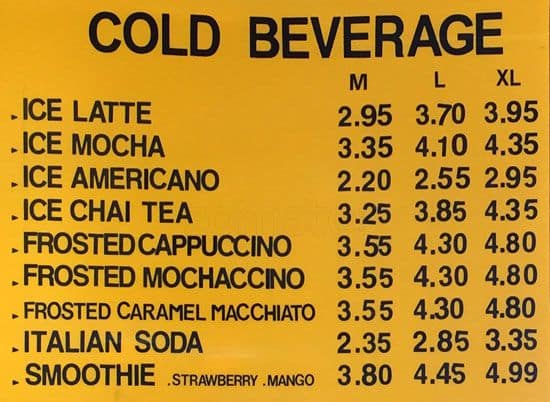 COLD BEVERAGE
M L XL
ICE LATTE 2.95 3.70 3.95
ICE MOCHA 3.35 4.10 4.35
ICE AMERICANO 2.20 2.55 2.95
ICE CHAI TEA 3.25 3.85 4.35
FROSTED CAPPUCCINO 3.55 4.30 4.80
FROSTED MOCHACCINO 3.55 4.30 4.80
FROSTED CARAMEL MACCHIATO 3.55 4.30 4.80
ITALIAN SODA 2.35 2.85 3.35
SMOOTHIE .STRAWBERRY .MANGO 3.80 4.45 4.99